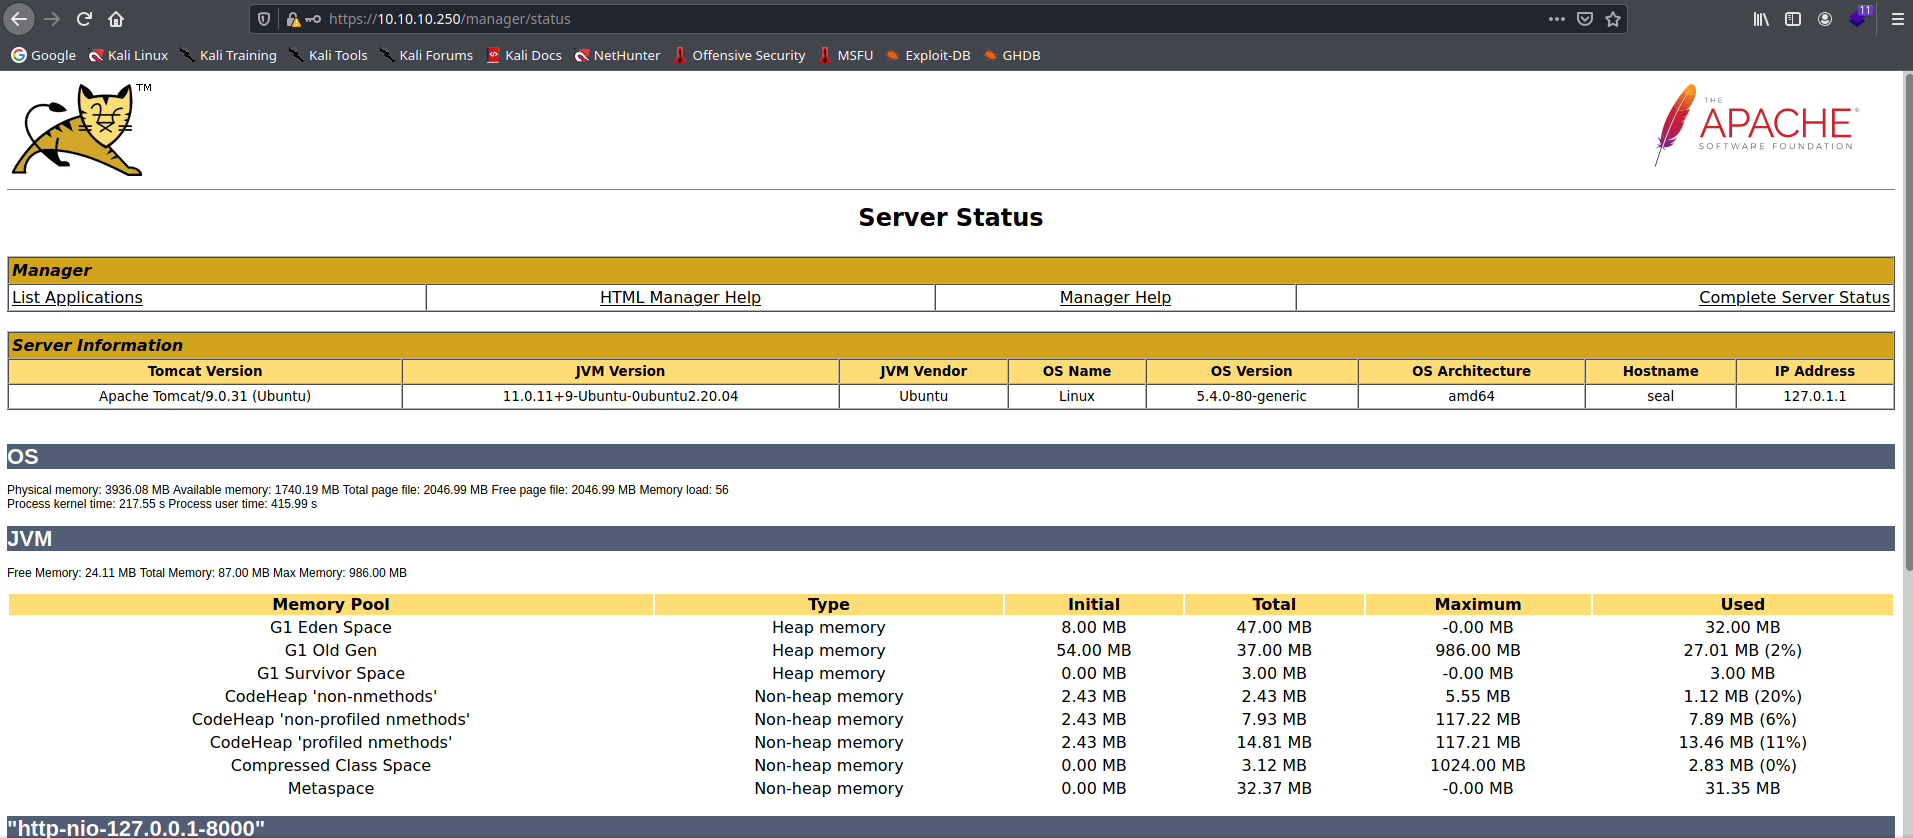 https://10.10.10.250/manager/status
11
Google Kali Linux Kali Training Kali Tools Kali Forums Kali Docs NetHunter Offensive Security MSFU Exploit-DB GHDB
TM
THE
APACHE®
SOFTWARE FOUNDATION
Server Status
Manager
List Applications HTML Manager Help Manager Help Complete Server Status
Server Information
Tomcat Version JVM Version JVM Vendor OS Name OS Version OS Architecture Hostname IP Address
Apache Tomcat/9.0.31 (Ubuntu) 11.0.11+9-Ubuntu-0ubuntu2.20.04 Ubuntu Linux 5.4.0-80-generic amd64 seal 127.0.1.1
OS
Physical memory: 3936.08 MB Available memory: 1740.19 MB Total page file: 2046.99 MB Free page file: 2046.99 MB Memory load: 56
Process kernel time: 217.55 s Process user time: 415.99 s
JVM
Free Memory: 24.11 MB Total Memory: 87.00 MB Max Memory: 986.00 MB
Memory Pool Type Initial Total Maximum Used
G1 Eden Space Heap memory 8.00 MB 47.00 MB -0.00 MB 32.00 MB
G1 Old Gen Heap memory 54.00 MB 37.00 MB 986.00 MB 27.01 MB (2%)
G1 Survivor Space Heap memory 0.00 MB 3.00 MB -0.00 MB 3.00 MB
CodeHeap 'non-nmethods' Non-heap memory 2.43 MB 2.43 MB 5.55 MB 1.12 MB (20%)
CodeHeap 'non-profiled nmethods' Non-heap memory 2.43 MB 7.93 MB 117.22 MB 7.89 MB (6%)
CodeHeap 'profiled nmethods' Non-heap memory 2.43 MB 14.81 MB 117.21 MB 13.46 MB (11%)
Compressed Class Space Non-heap memory 0.00 MB 3.12 MB 1024.00 MB 2.83 MB (0%)
Metaspace Non-heap memory 0.00 MB 32.37 MB -0.00 MB 31.35 MB
"http-nio-127.0.0.1-8000"